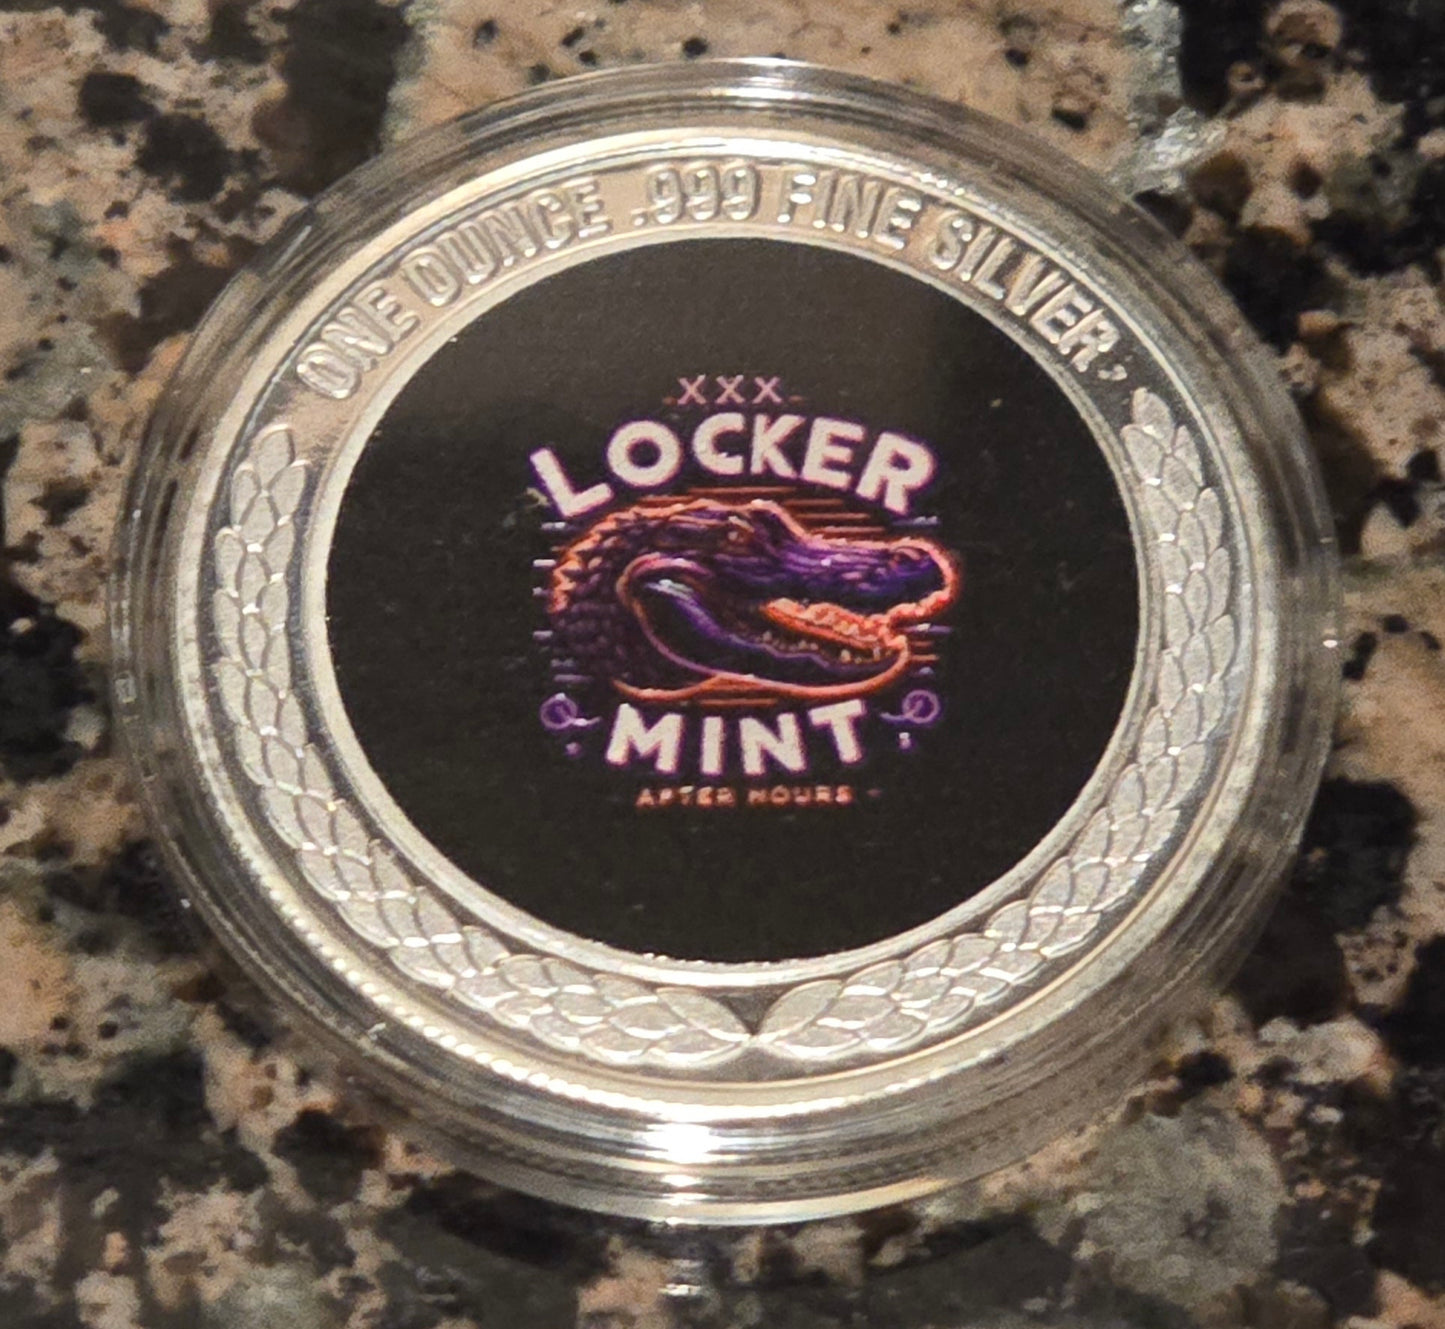 ONE OUNCE .999 FINE SILVER
XXX
LOCKER
MINT
AFTER HOURS